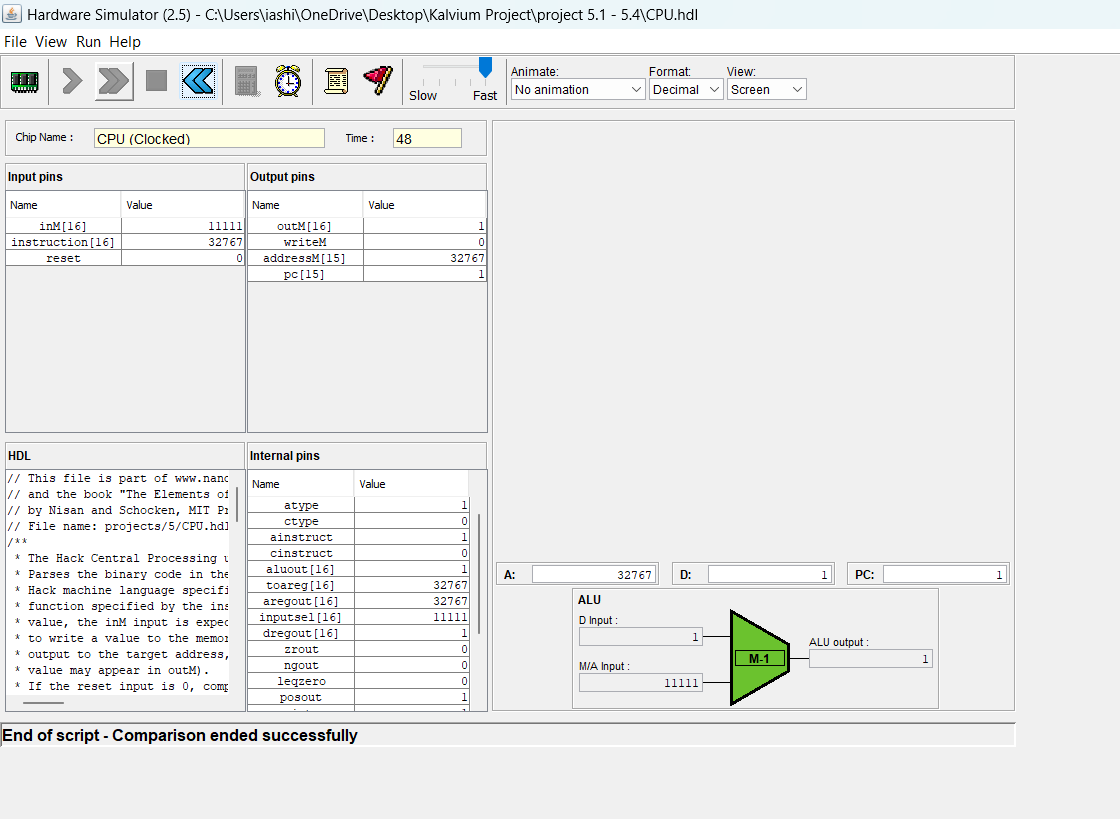 Hardware Simulator (2.5) - C:\Users\iashi\OneDrive\Desktop\Kalvium Project\project 5.1 - 5.4\CPU.hdl
File View Run Help
Slow Fast
Animate: Format: View:
No animation Decimal Screen
Chip Name : CPU (Clocked) Time : 48
Input pins
Name Value
inM[16] 11111
instruction[16] 32767
reset 0
Output pins
Name Value
outM[16] 1
writeM 0
addressM[15] 32767
pc[15] 1
HDL
// This file is part of www.nand
// and the book "The Elements of
// by Nisan and Schocken, MIT Pr
// File name: projects/5/CPU.hdl
/**
* The Hack Central Processing u
* Parses the binary code in the
* Hack machine language specifi
* function specified by the ins
* value, the inM input is expec
* to write a value to the memor
* output to the target address,
* value may appear in outM).
* If the reset input is 0, comp
Internal pins
Name Value
atype 1
ctype 0
ainstruct 1
cinstruct 0
aluout[16] 1
toareg[16] 32767
aregout[16] 32767
inputsel[16] 11111
dregout[16] 1
zrout 0
ngout 0
leqzero 0
posout 1
A: 32767 D: 1 PC: 1
ALU
D Input :
1
M/A Input :
11111
M-1
ALU output :
1
End of script - Comparison ended successfully